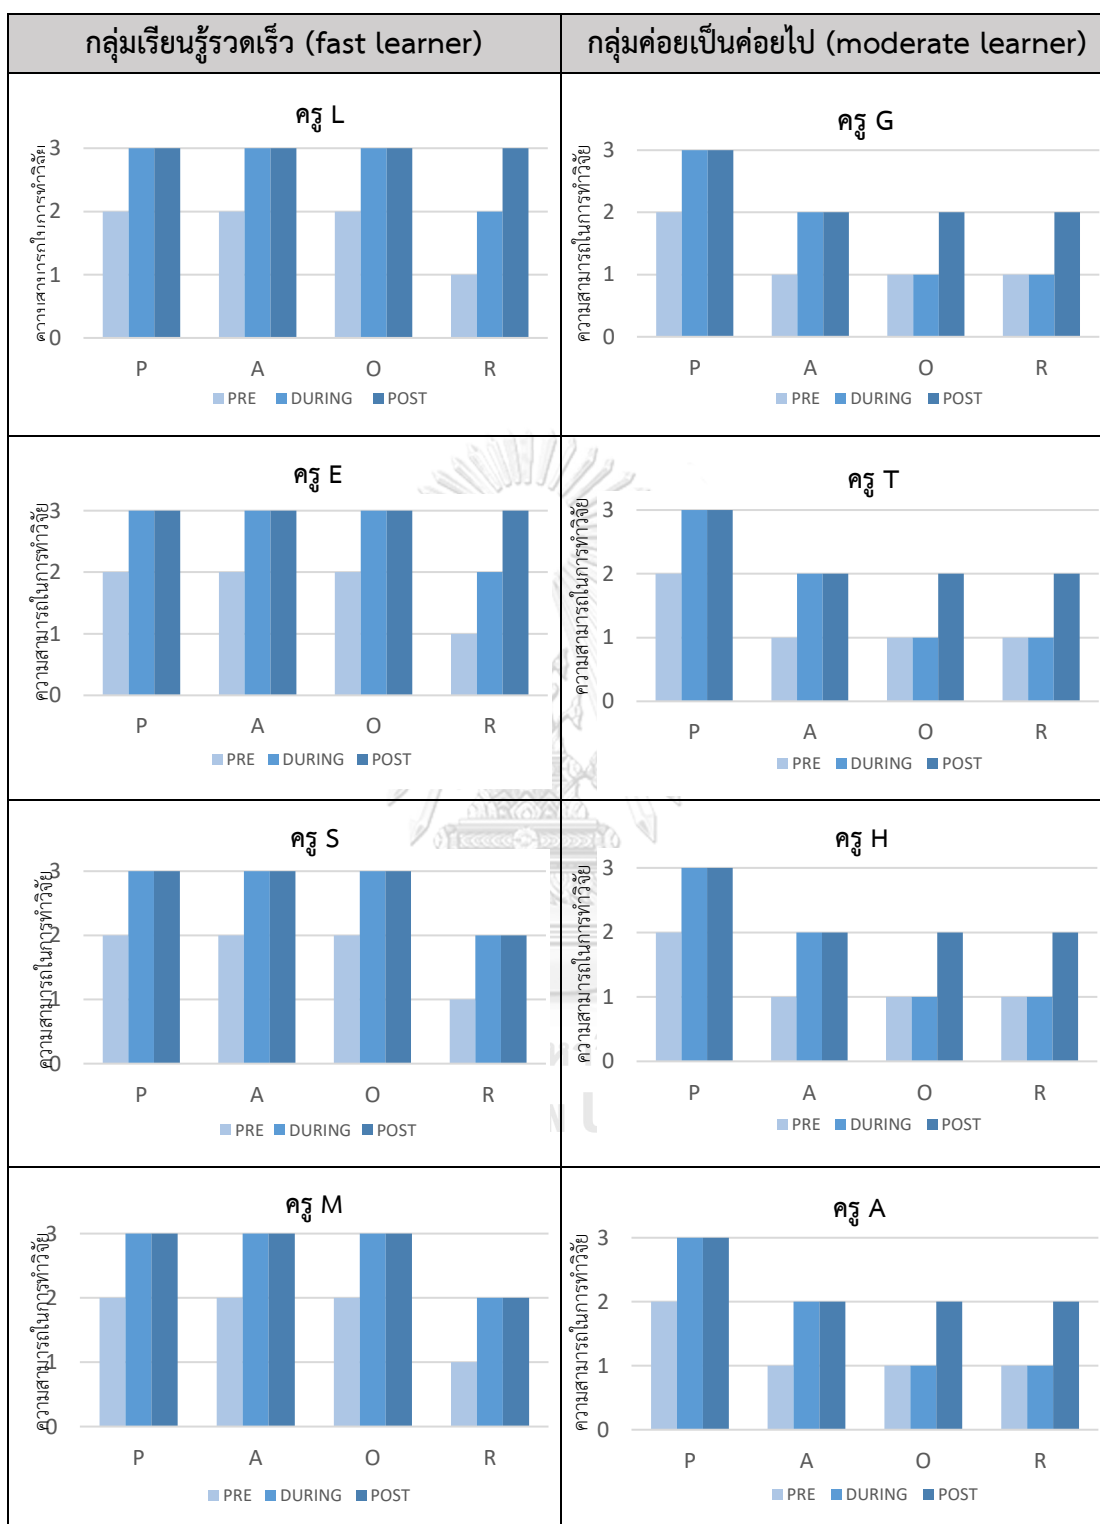 กลุ่มเรียนรู้รวดเร็ว (fast learner)
กลุ่มค่อยเป็นค่อยไป (moderate learner)
ครู L
ความสามารถในการทำวิจัย
3
2
1
0
P A O R
PRE DURING POST
ครู G
ความสามารถในการทำวิจัย
3
2
1
0
P A O R
PRE DURING POST
ครู E
ความสามารถในการทำวิจัย
3
2
1
0
P A O R
PRE DURING POST
ครู T
ความสามารถในการทำวิจัย
3
2
1
0
P A O R
PRE DURING POST
ครู S
ความสามารถในการทำวิจัย
3
2
1
0
P A O R
PRE DURING POST
ครู H
ความสามารถในการทำวิจัย
3
2
1
0
P A O R
PRE DURING POST
ครู M
ความสามารถในการทำวิจัย
3
2
1
0
P A O R
PRE DURING POST
ครู A
ความสามารถในการทำวิจัย
3
2
1
0
P A O R
PRE DURING POST